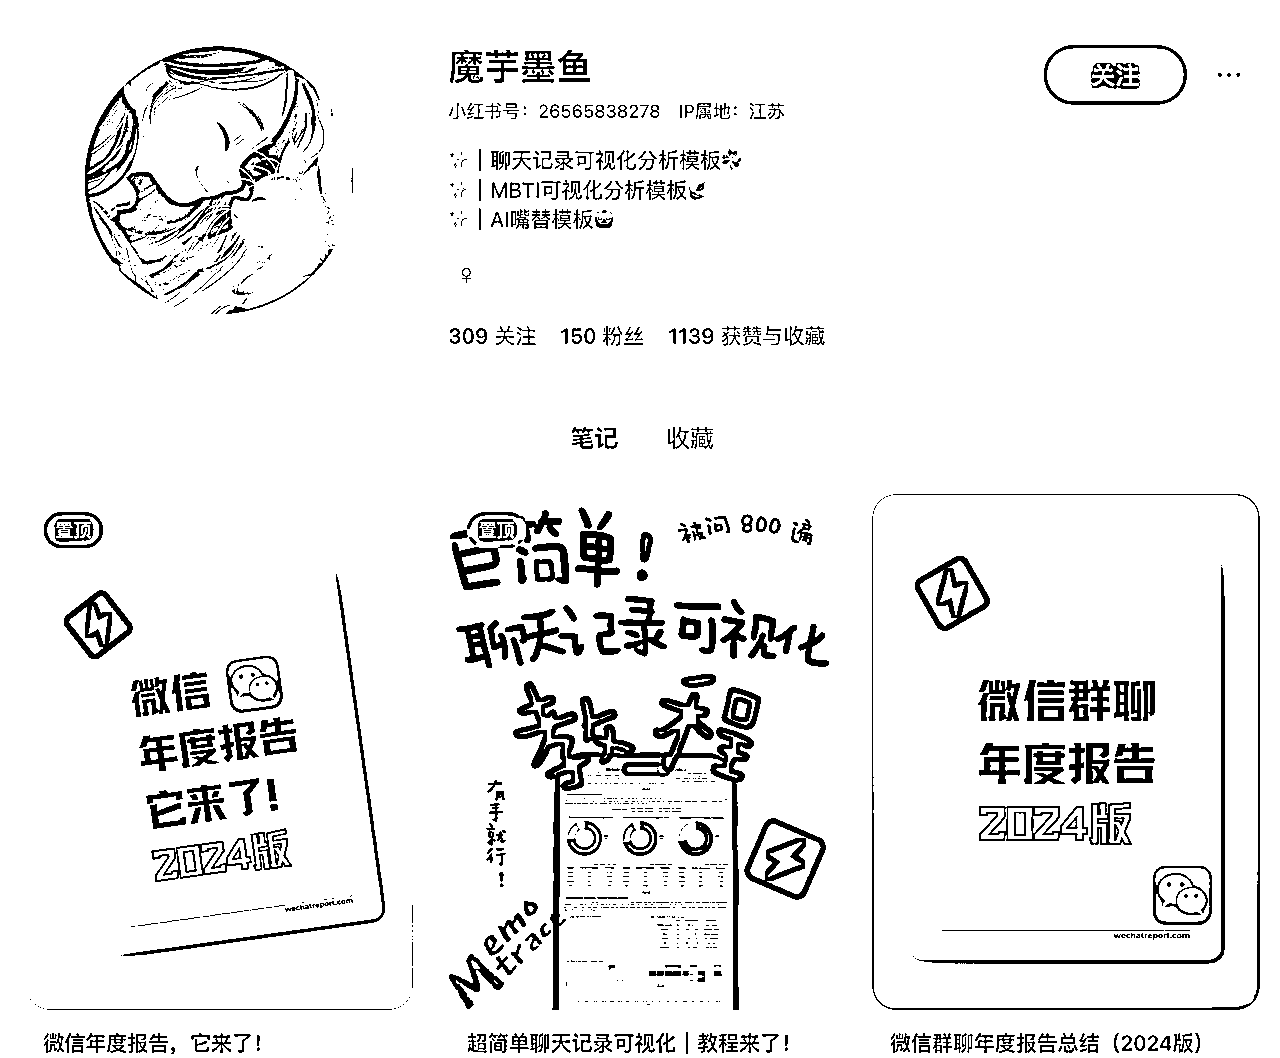 魔芋墨鱼
关注
小红书号：26565838278 IP属地：江苏
| 聊天记录可视化分析模板
| MBTI可视化分析模板
| AI嘴替模板
♀
309 关注 150 粉丝 1139 获赞与收藏
笔记 收藏
置顶
微信
年度报告
它来了！
2024版
wechatreport.com
微信年度报告，它来了！
置顶
简单！
被问 800 遍
聊天记录可视化
教程
有手就行！
Memo
trace
超简单聊天记录可视化 | 教程来了！
微信群聊
年度报告
2024版
wechatreport.com
微信群聊年度报告总结（2024版）